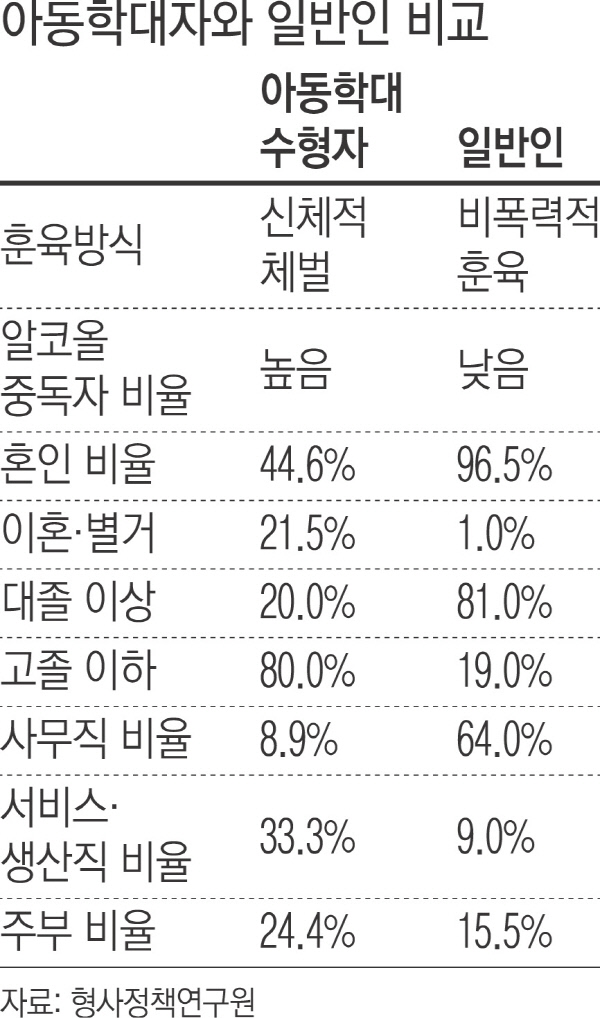 아동학대자와 일반인 비교
아동학대
수형자 일반인
훈육방식 신체적 체벌 비폭력적 훈육
알코올 중독자 비율 높음 낮음
혼인 비율 44.6% 96.5%
이혼·별거 21.5% 1.0%
대졸 이상 20.0% 81.0%
고졸 이하 80.0% 19.0%
사무직 비율 8.9% 64.0%
서비스·
생산직 비율 33.3% 9.0%
주부 비율 24.4% 15.5%
자료: 형사정책연구원